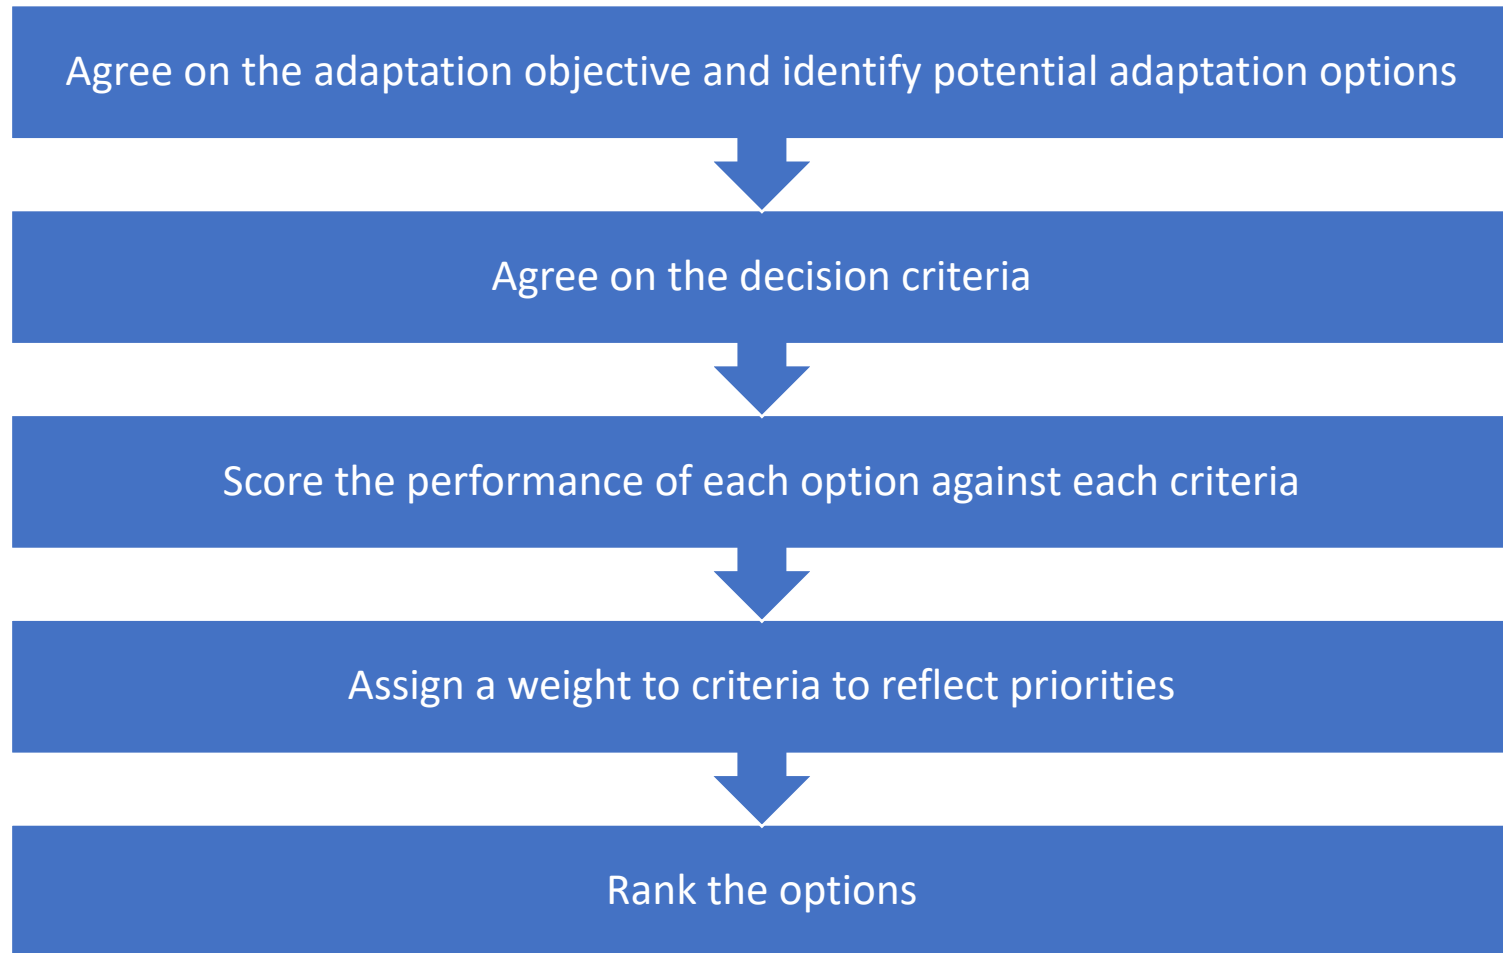 Agree on the adaptation objective and identify potential adaptation options
Agree on the decision criteria
Score the performance of each option against each criteria
Assign a weight to criteria to reflect priorities
Rank the options